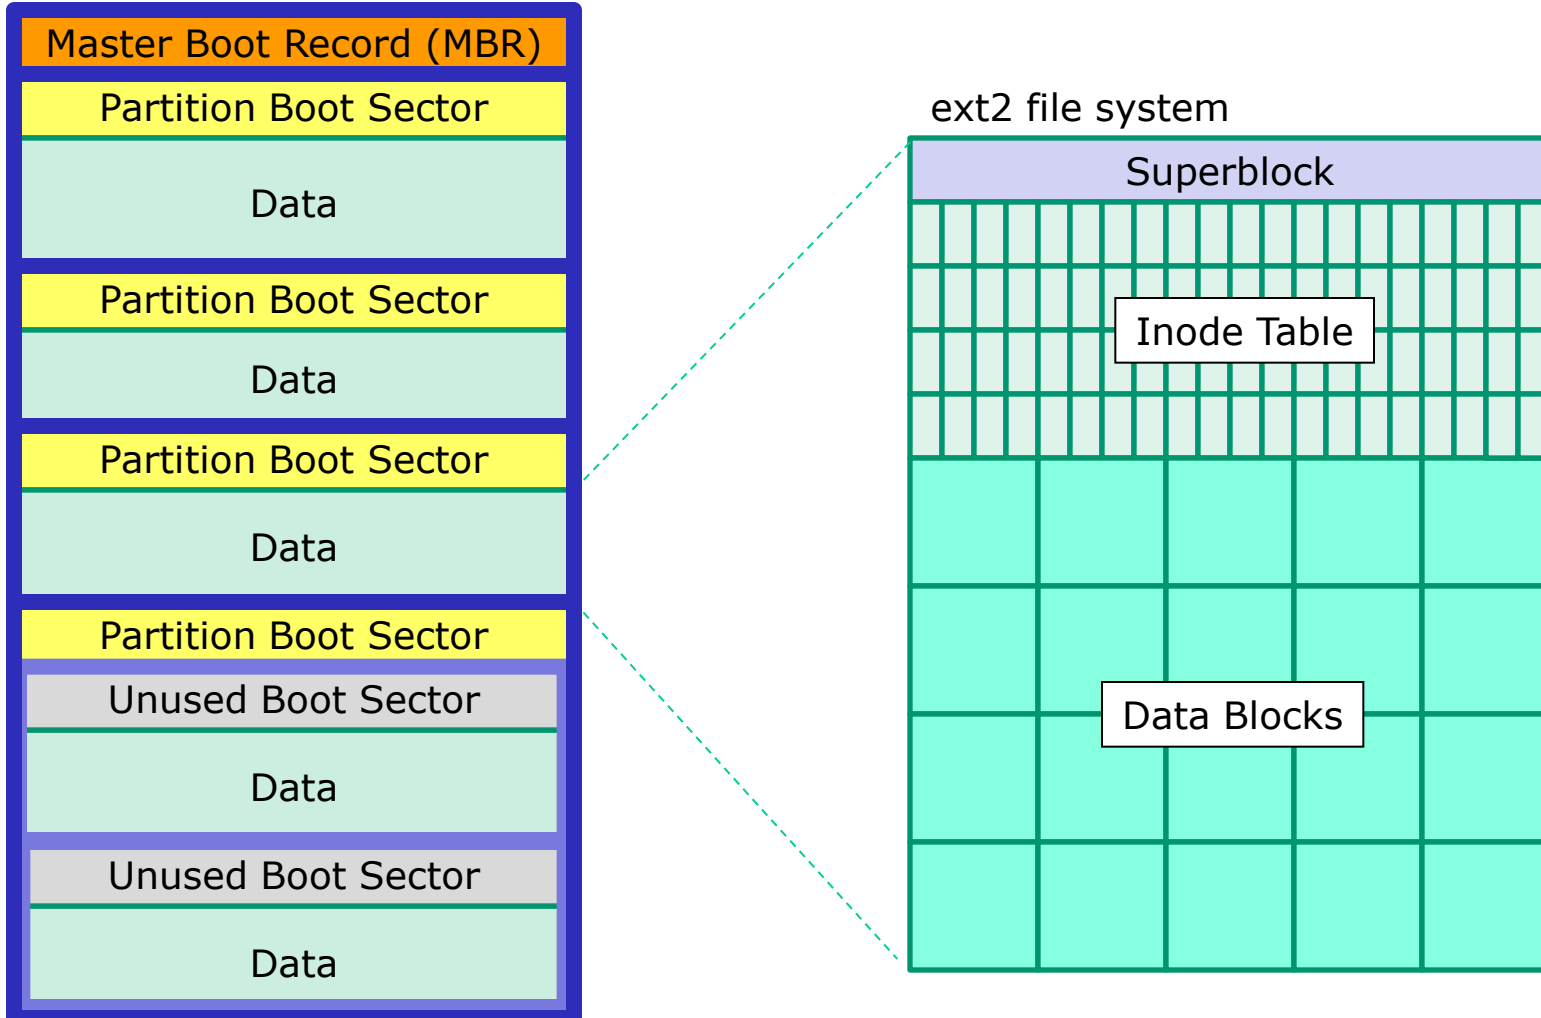 Master Boot Record (MBR)
Partition Boot Sector
Data
Partition Boot Sector
Data
Partition Boot Sector
Data
Partition Boot Sector
Unused Boot Sector
Data
Unused Boot Sector
Data
ext2 file system
Superblock
Inode Table
Data Blocks